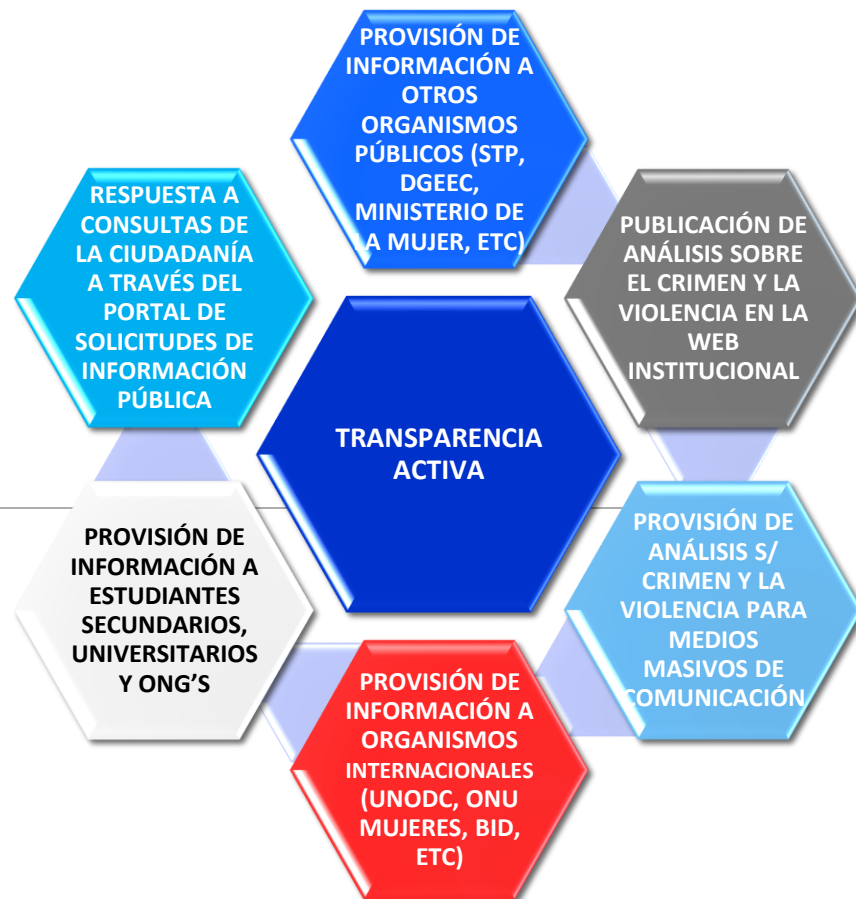 PROVISIÓN DE
INFORMACIÓN A
OTROS
ORGANISMOS
PÚBLICOS (STP,
DGEEC,
MINISTERIO DE
LA MUJER, ETC)
PUBLICACIÓN DE
ANÁLISIS SOBRE
EL CRIMEN Y LA
VIOLENCIA EN LA
WEB
INSTITUCIONAL
PROVISIÓN DE
ANÁLISIS S/
CRIMEN Y LA
VIOLENCIA PARA
MEDIOS
MASIVOS DE
COMUNICACIÓN
PROVISIÓN DE
INFORMACIÓN A
ORGANISMOS
INTERNACIONALES
(UNODC, ONU
MUJERES, BID,
ETC)
PROVISIÓN DE
INFORMACIÓN A
ESTUDIANTES
SECUNDARIOS,
UNIVERSITARIOS
Y ONG’S
RESPUESTA A
CONSULTAS DE
LA CIUDADANÍA
A TRAVÉS DEL
PORTAL DE
SOLICITUDES DE
INFORMACIÓN
PÚBLICA
TRANSPARENCIA
ACTIVA